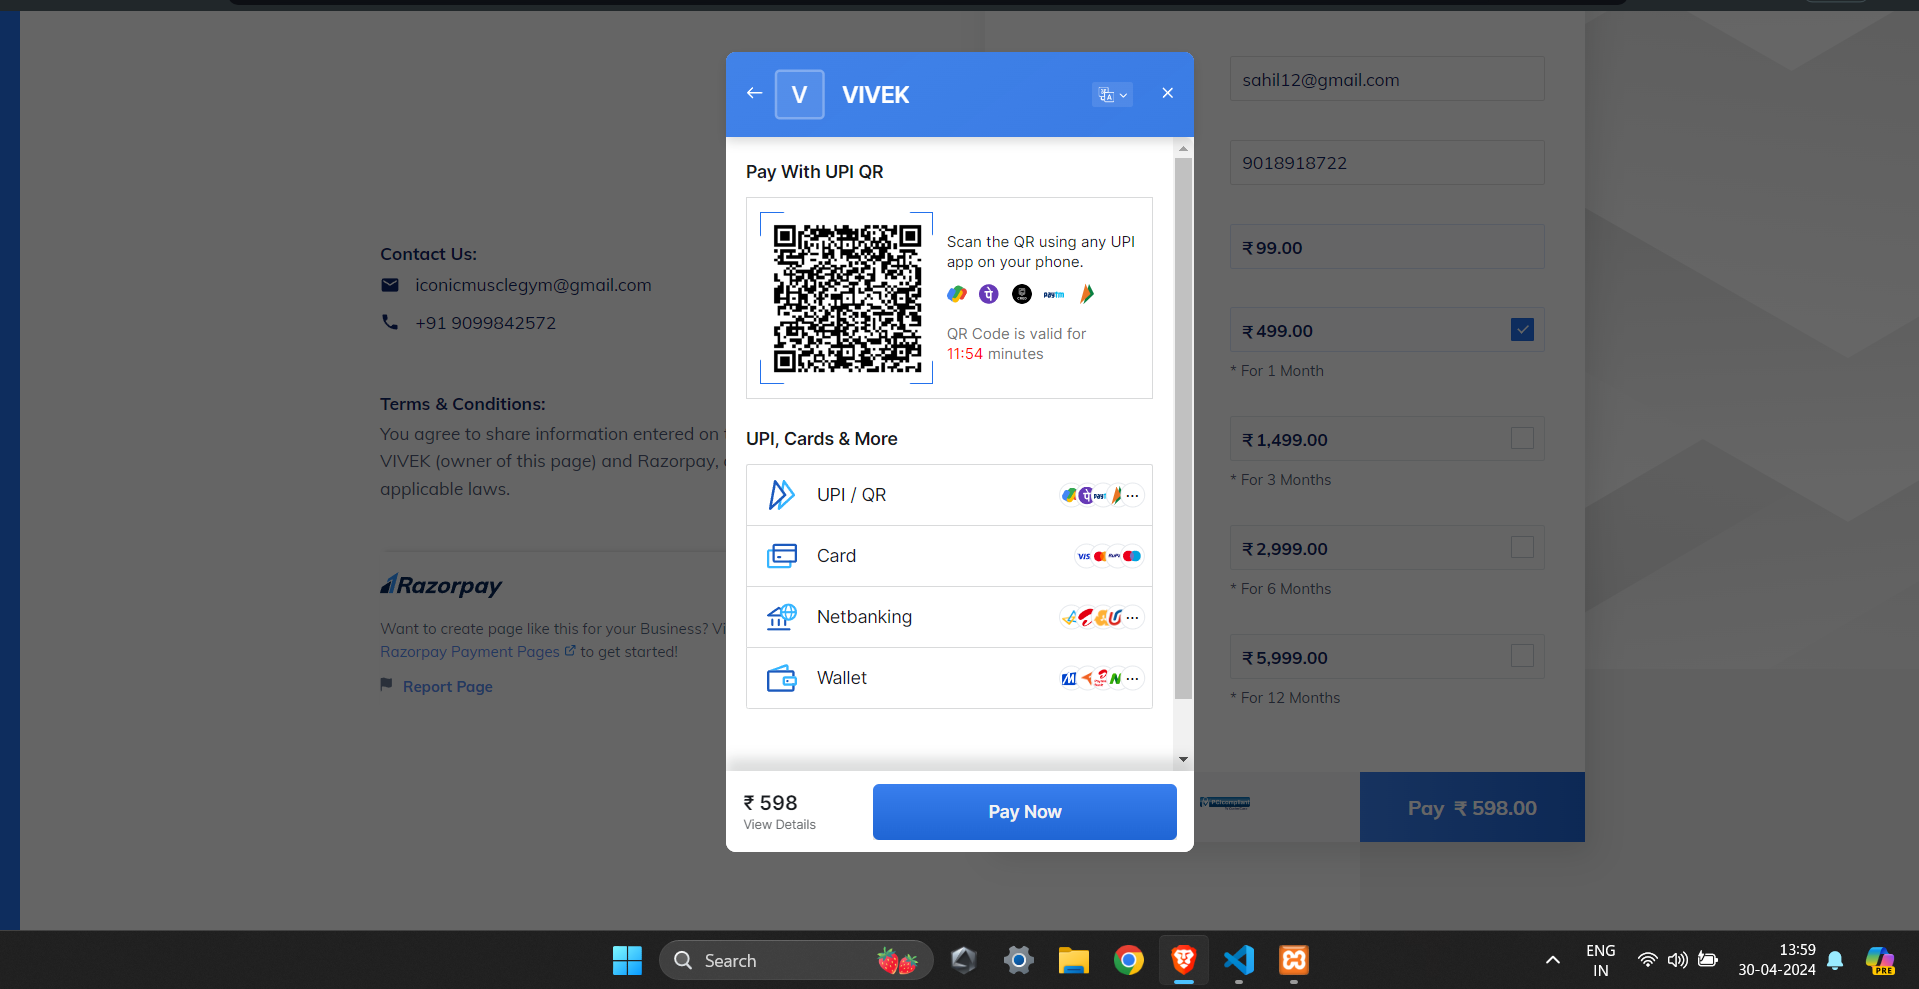 Contact Us:
iconicmusclegym@gmail.com
+91 9099842572
Terms & Conditions:
You agree to share information entered on
VIVEK (owner of this page) and Razorpay,
applicable laws.
Razorpay
Want to create page like this for your Business?
Razorpay Payment Pages to get started!
Report Page
V VIVEK
Pay With UPI QR
Scan the QR using any UPI
app on your phone.
paytm
QR Code is valid for
11:54 minutes
UPI, Cards & More
UPI / QR
Card
VISA
RuPay
Netbanking
Wallet
₹ 598
View Details
Pay Now
sahil12@gmail.com
9018918722
₹ 99.00
₹ 499.00
* For 1 Month
₹ 1,499.00
* For 3 Months
₹ 2,999.00
* For 6 Months
₹ 5,999.00
* For 12 Months
Pay ₹ 598.00
Search
ENG
IN
13:59
30-04-2024
PRE